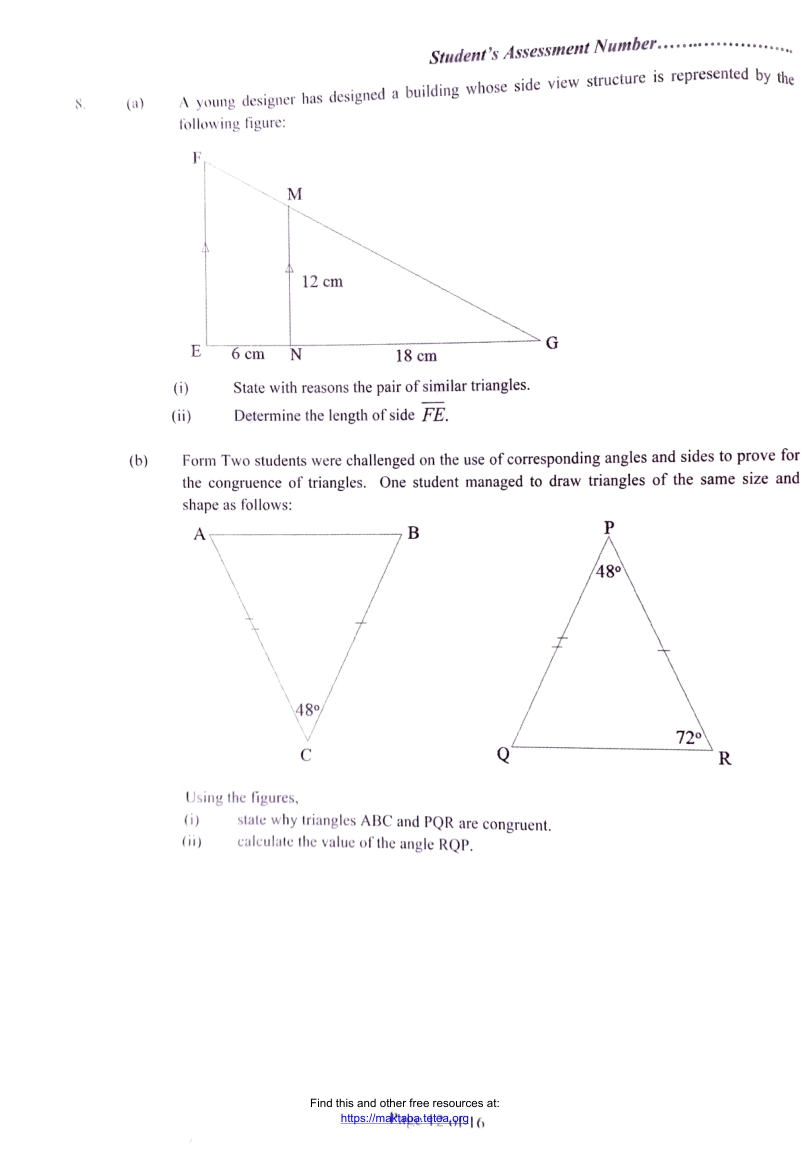 Student's Assessment Number........................
8. (a) A young designer has designed a building whose side view structure is represented by the
following figure:
F
M
12 cm
E 6 cm N 18 cm G
(i) State with reasons the pair of similar triangles.
(ii) Determine the length of side F̅E̅.
(b) Form Two students were challenged on the use of corresponding angles and sides to prove for
the congruence of triangles. One student managed to draw triangles of the same size and
shape as follows:
A B P
48º
48º
72º
C Q R
Using the figures,
(i) state why triangles ABC and PQR are congruent.
(ii) calculate the value of the angle RQP.
Find this and other free resources at:
https://maktaba.tetea.org
16